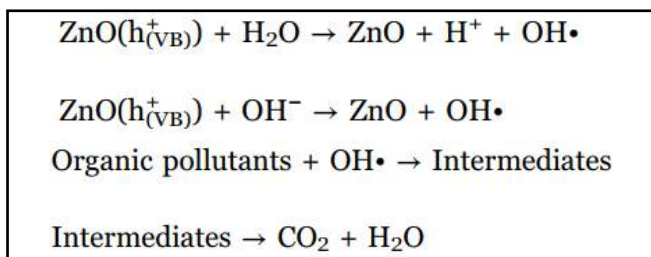 ZnO(h⁺(VB)) + H₂O → ZnO + H⁺ + OH•
ZnO(h⁺(VB)) + OH⁻ → ZnO + OH•
Organic pollutants + OH• → Intermediates
Intermediates → CO₂ + H₂O